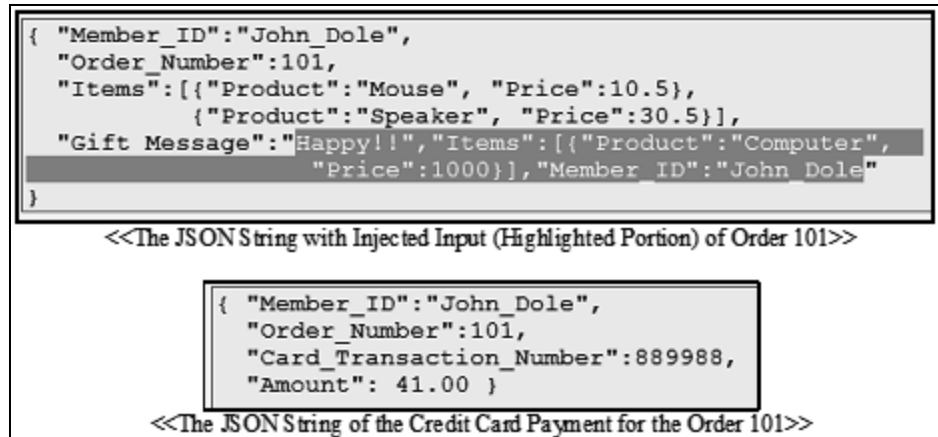 { "Member_ID":"John_Dole",
"Order_Number":101,
"Items":[{"Product":"Mouse", "Price":10.5},
{"Product":"Speaker", "Price":30.5}],
"Gift Message":"Happy!!","Items":[{"Product":"Computer",
"Price":1000}],"Member_ID":"John_Dole"
}
<<The JSON String with Injected Input (Highlighted Portion) of Order 101>>
{ "Member_ID":"John_Dole",
"Order_Number":101,
"Card_Transaction_Number":889988,
"Amount": 41.00 }
<<The JSON String of the Credit Card Payment for the Order 101>>